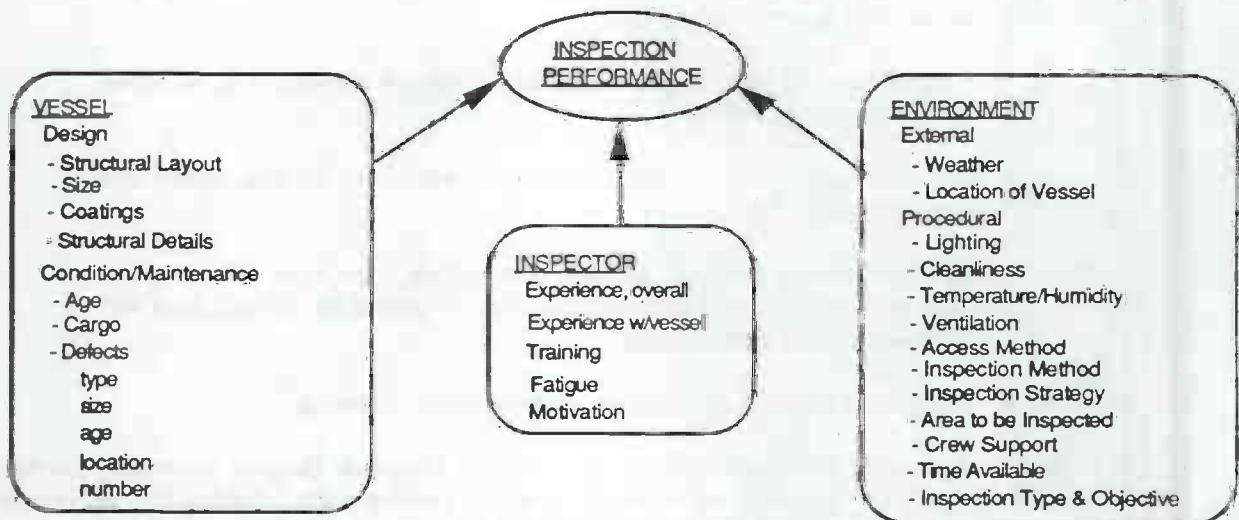 INSPECTION
PERFORMANCE
VESSEL
Design
- Structural Layout
- Size
- Coatings
- Structural Details
Condition/Maintenance
- Age
- Cargo
- Defects
type
size
age
location
number
INSPECTOR
Experience, overall
Experience w/vessel
Training
Fatigue
Motivation
ENVIRONMENT
External
- Weather
- Location of Vessel
Procedural
- Lighting
- Cleanliness
- Temperature/Humidity
- Ventilation
- Access Method
- Inspection Method
- Inspection Strategy
- Area to be Inspected
- Crew Support
- Time Available
- Inspection Type & Objective